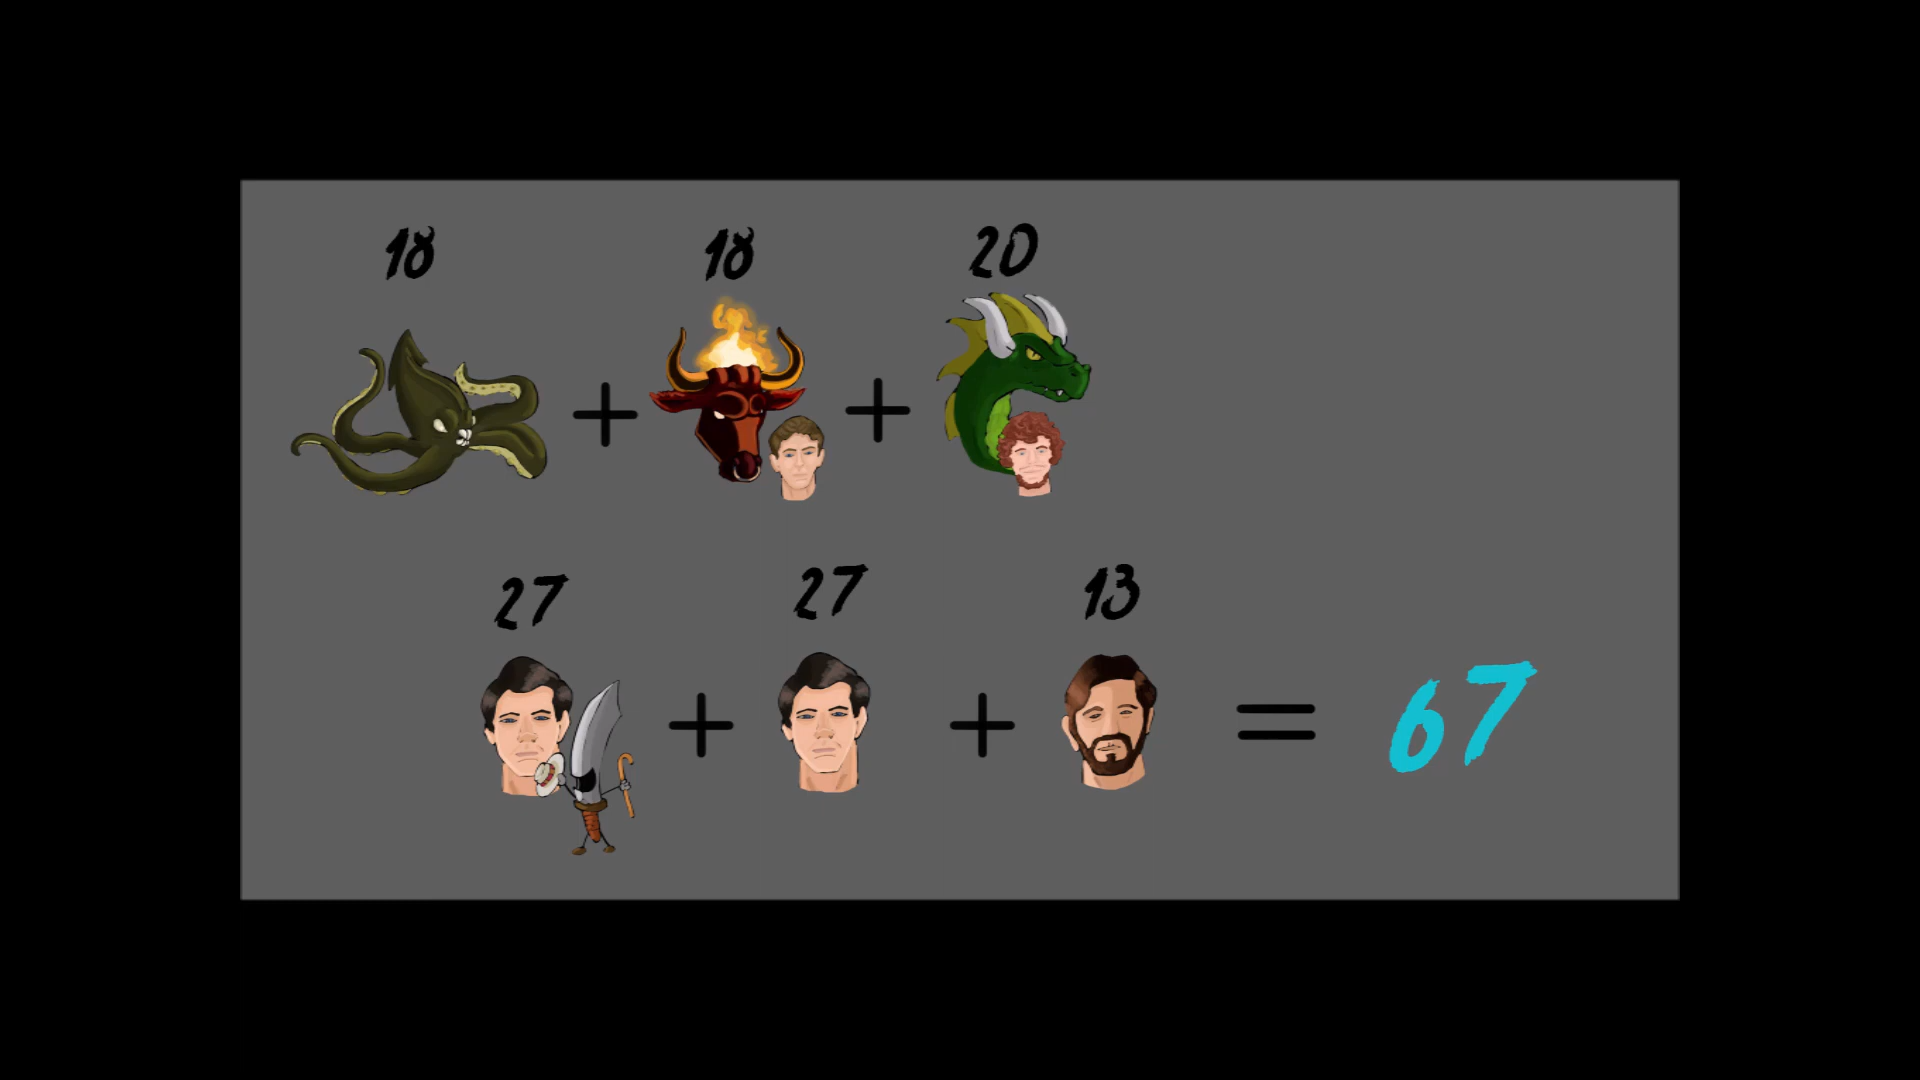 18 18 20
+ +
27 27 13
+ + = 67